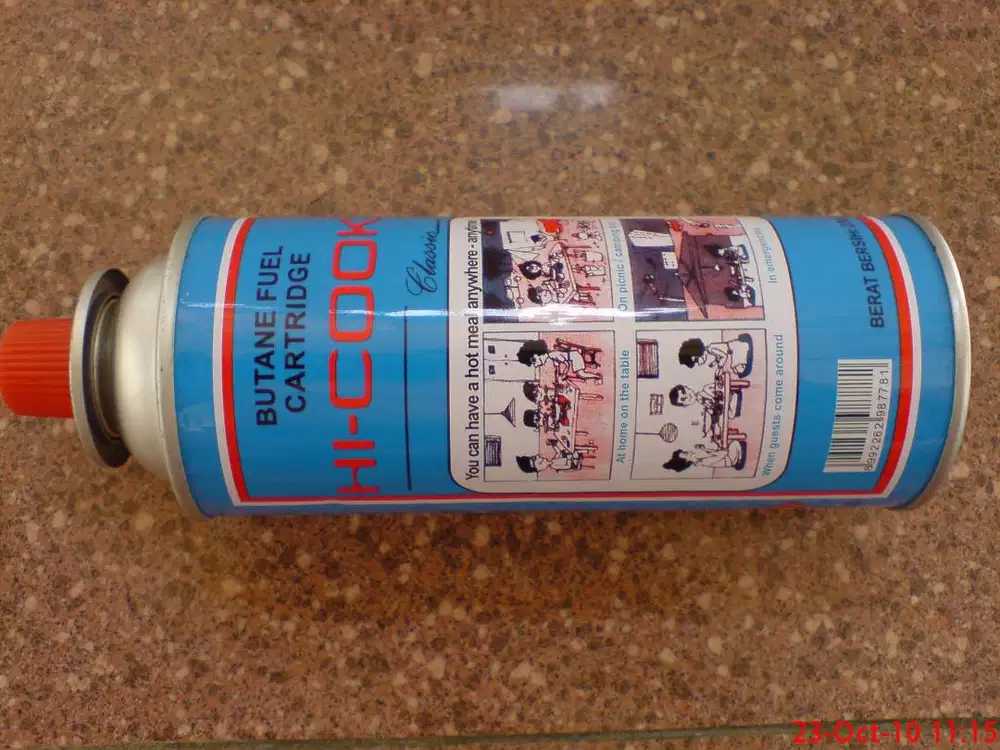 BUTANE FUEL
CARTRIDGE
HI-COOK
Classic
You can have a hot meal anywhere - anytime
At home on the table
On picnic / camping
When guests come around
In emergencies
BERAT BERSIH
8992262987781
23-Oct-10 11:15